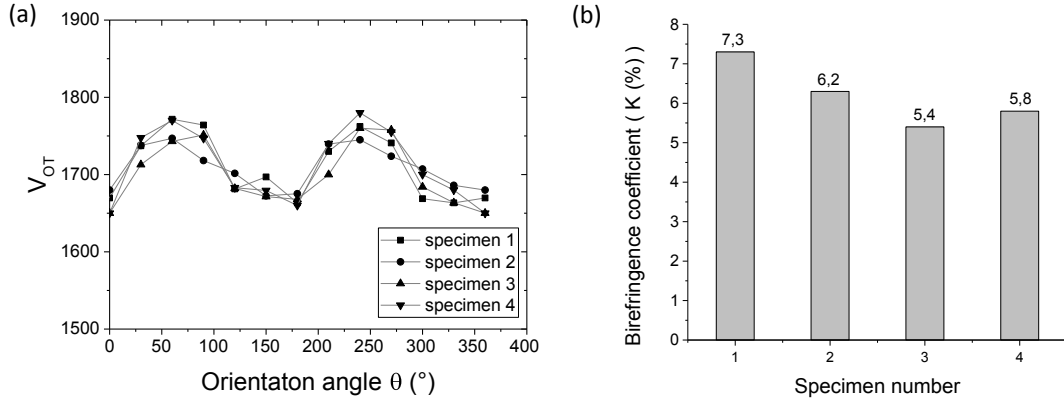 (a)
1900
1800
1700
1600
1500
V_OT
0 50 100 150 200 250 300 350 400
Orientaton angle θ (°)
specimen 1
specimen 2
specimen 3
specimen 4
(b)
8
7
6
5
4
3
2
1
0
Birefringence coefficient ( K (%) )
7,3
6,2
5,4
5,8
1 2 3 4
Specimen number